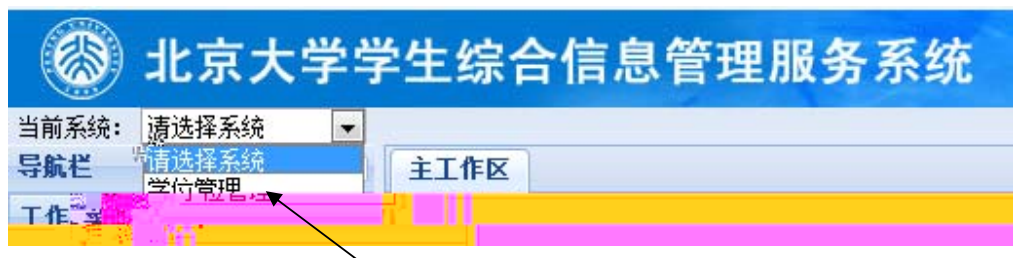 北京大学学生综合信息管理服务系统
当前系统： 请选择系统
导航栏 请选择系统 主工作区
学位管理
工作